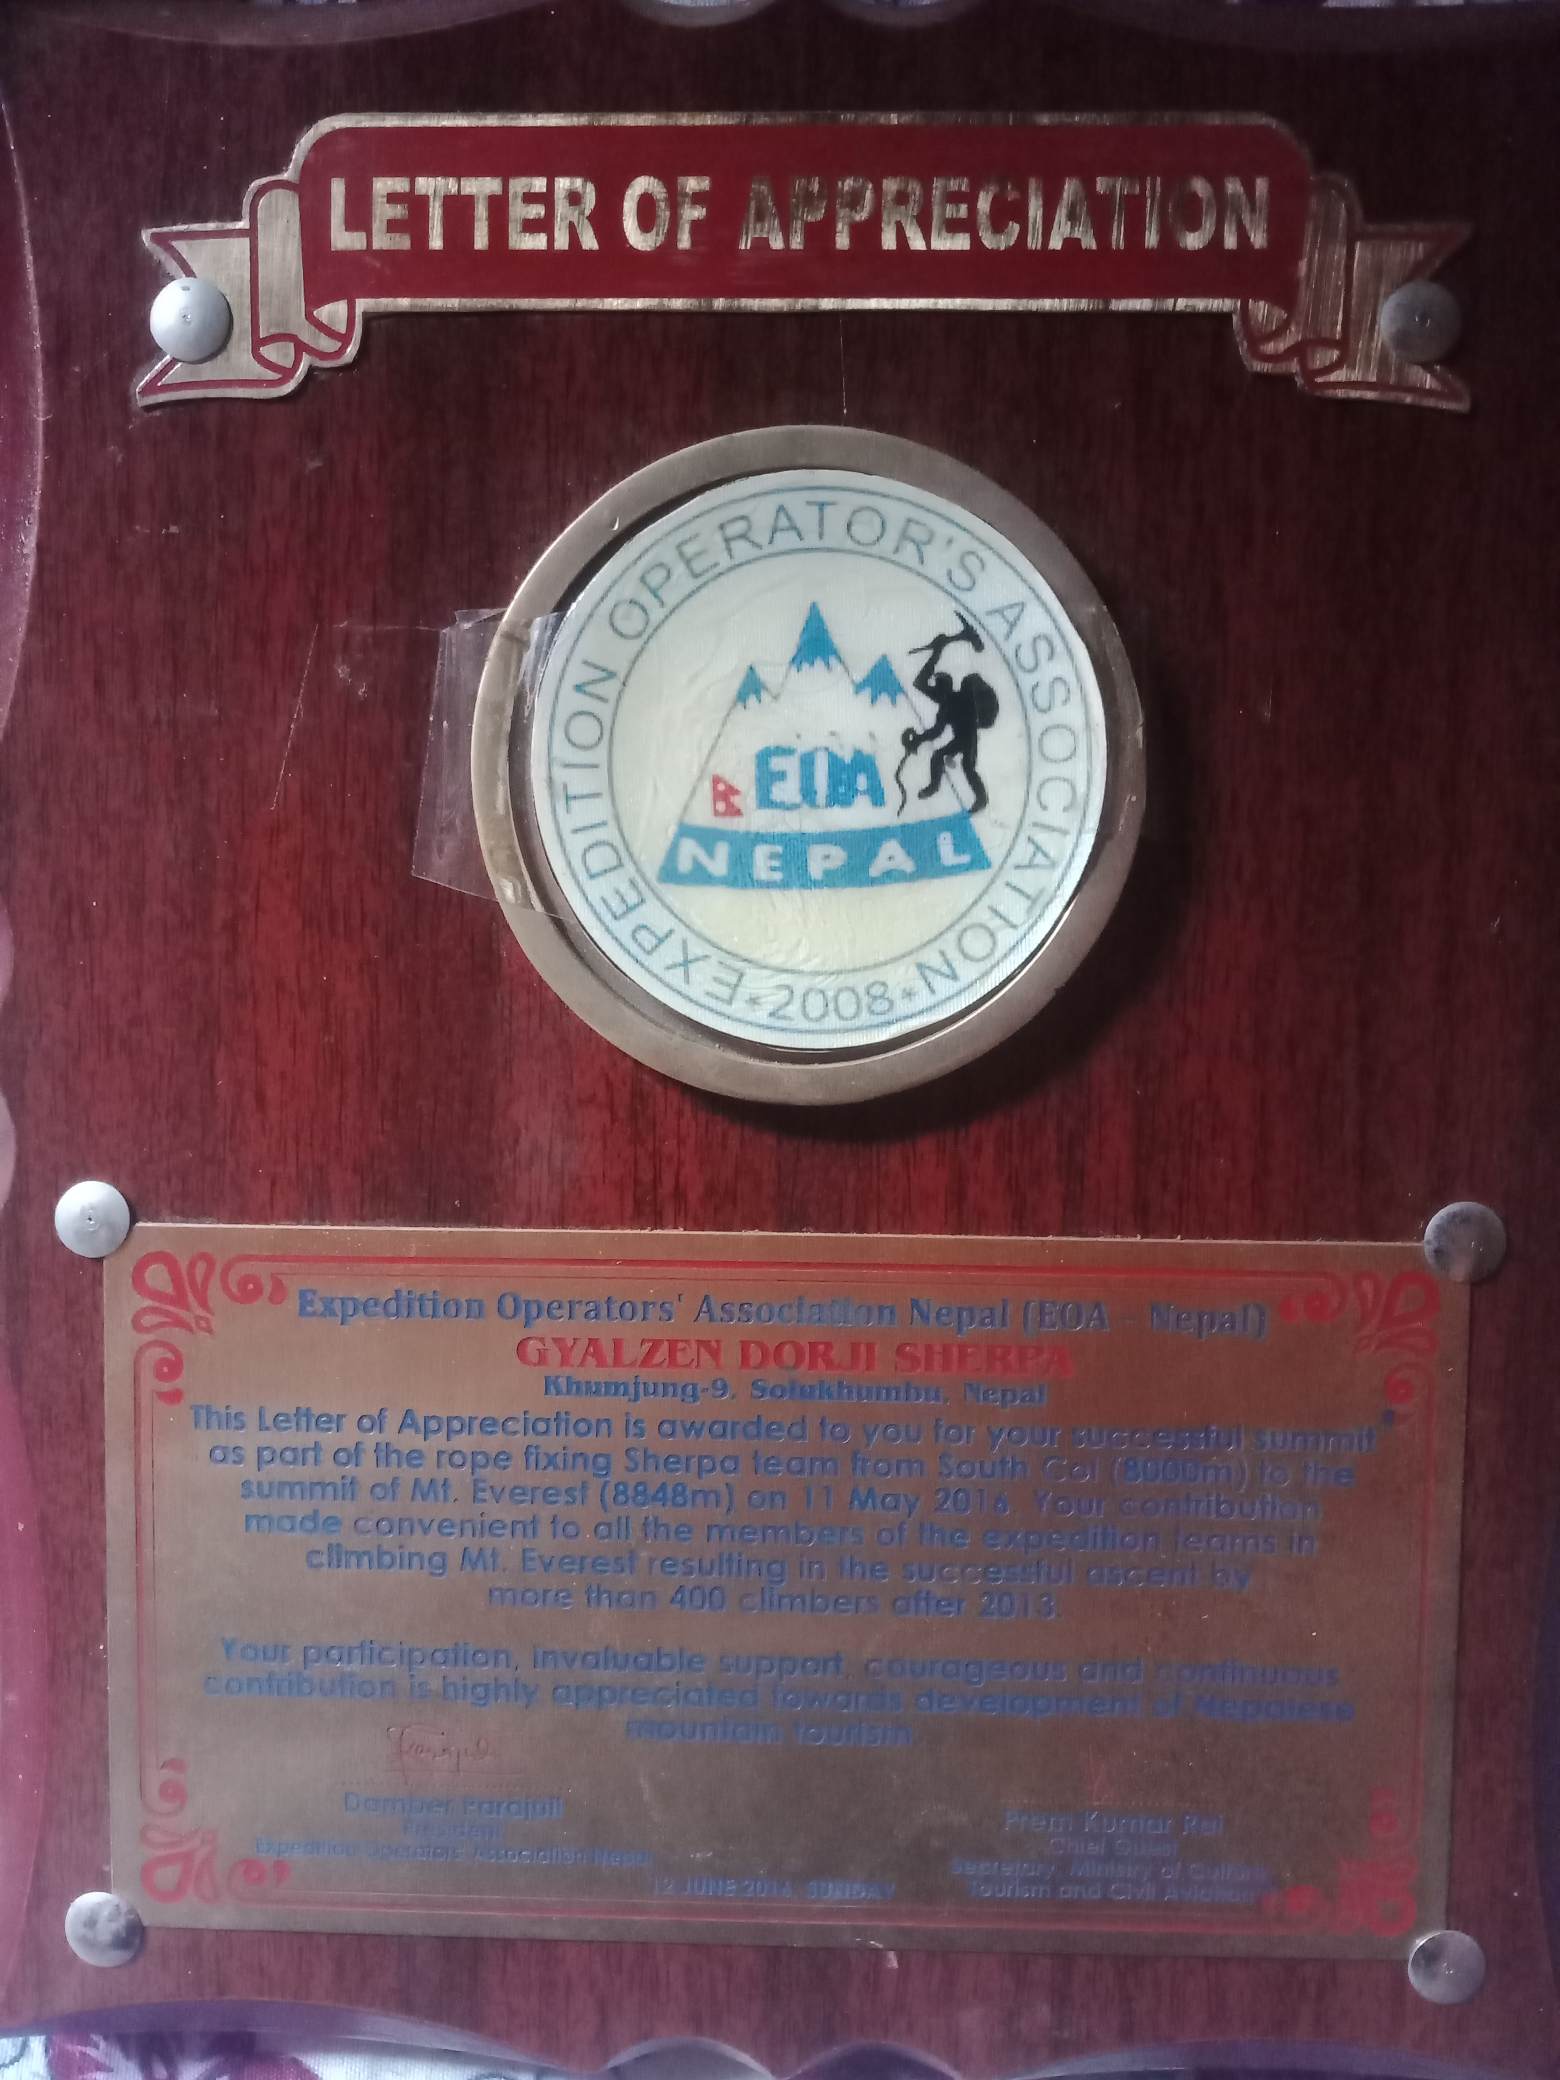 LETTER OF APPRECIATION
EXPEDITION OPERATOR'S ASSOCIATION
*2008*
EOA
NEPAL
Expedition Operators' Association Nepal (EOA - Nepal)
GYALZEN DORJI SHERPA
Khumjung-9, Solukhumbu, Nepal
This Letter of Appreciation is awarded to you for your successful summit
as part of the rope fixing Sherpa team from South Col (8000m) to the
summit of Mt. Everest (8848m) on 11 May 2016. Your contribution
made convenient to all the members of the expedition teams in
climbing Mt. Everest resulting in the successful ascent by
more than 400 climbers after 2013.
Your participation, invaluable support, courageous and continuous
contribution is highly appreciated towards development of Nepalese
mountain tourism
Damber Parajuli
President
Expedition Operators' Association Nepal
Prem Kumar Rai
Chief Guest
Secretary, Ministry of Culture,
Tourism and Civil Aviation
12 JUNE 2016, SUNDAY